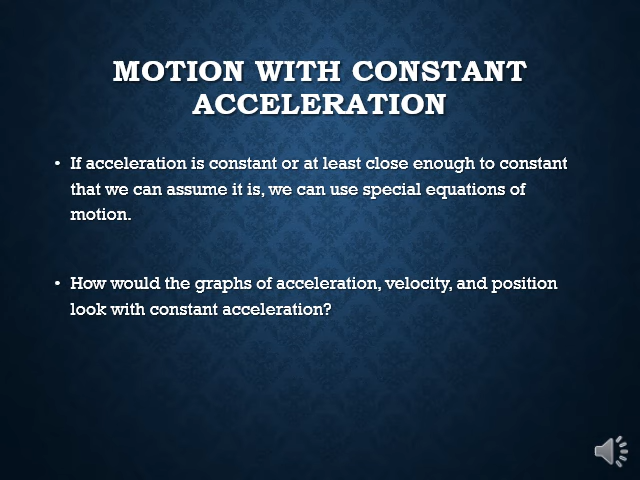 MOTION WITH CONSTANT
ACCELERATION
• If acceleration is constant or at least close enough to constant
that we can assume it is, we can use special equations of
motion.
• How would the graphs of acceleration, velocity, and position
look with constant acceleration?